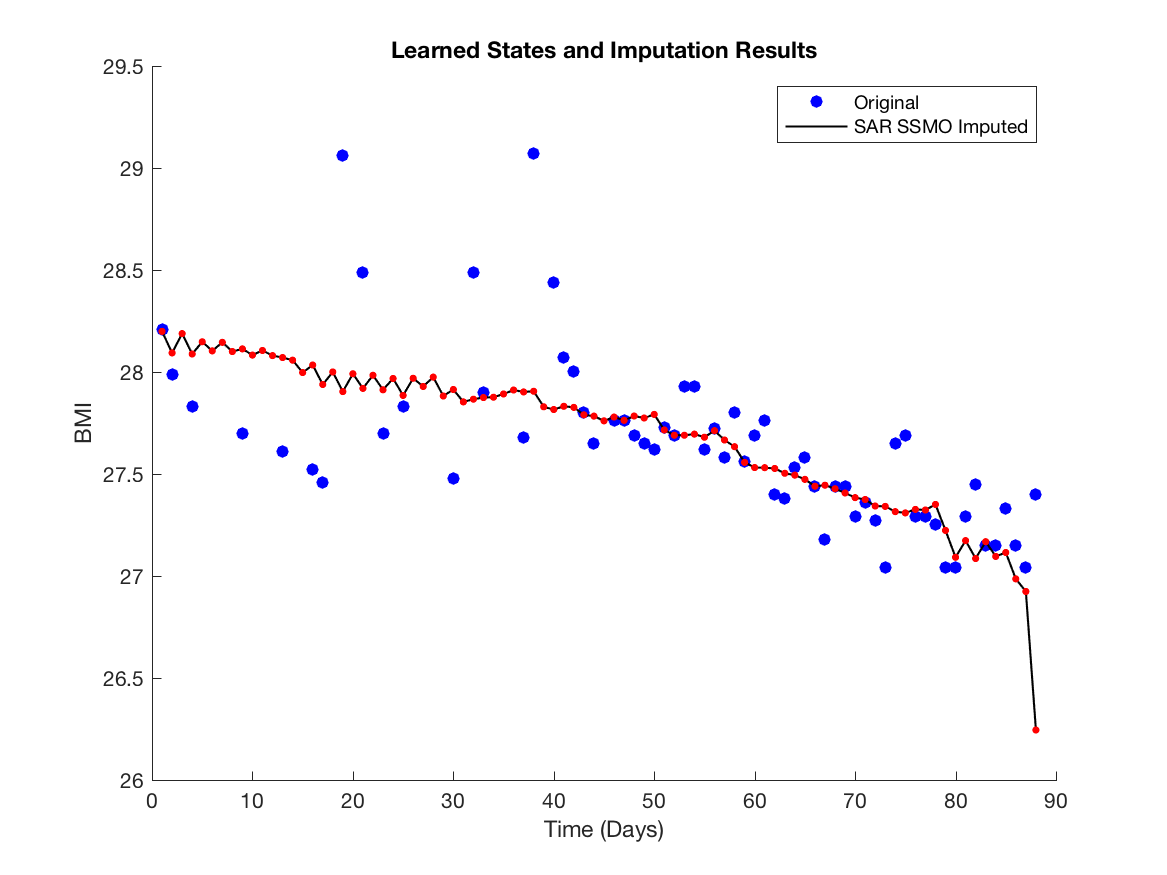 Learned States and Imputation Results
29.5
29
28.5
28
27.5
27
26.5
26
BMI
Original
SAR SSMO Imputed
0 10 20 30 40 50 60 70 80 90
Time (Days)